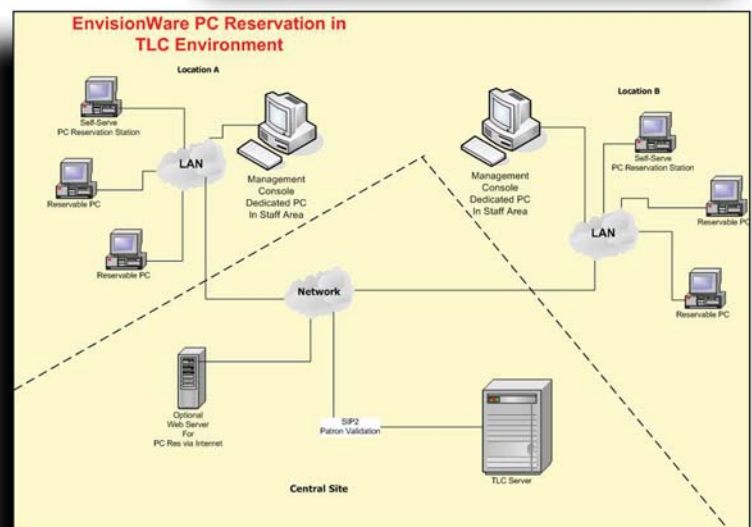 EnvisionWare PC Reservation in
TLC Environment
Location A
Self-Serve
PC Reservation Station
LAN
Reservable PC
Reservable PC
Management
Console
Dedicated PC
In Staff Area
Location B
Management
Console
Dedicated PC
In Staff Area
Self-Serve
PC Reservation Station
LAN
Reservable PC
Reservable PC
Network
Optional
Web Server
For
PC Res via Internet
SIP2
Patron Validation
TLC Server
Central Site